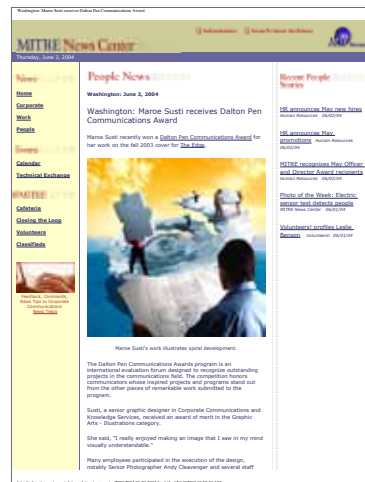 Washington: Maroe Susti receives Dalton Pen Communications Award
MITRE News Center
Thursday, June 3, 2004
News
Home
Corporate
Work
People
Events
Calendar
Technical Exchange
Cafeteria
Closing the Loop
Volunteers
Classifieds
Feedback, Comments,
News Tips to Corporate
Communications
News Team
People News
Washington: June 3, 2004
Washington: Maroe Susti receives Dalton Pen
Communications Award
Maroe Susti recently won a Dalton Pen Communications Award for
her work on the fall 2003 cover for The Edge.
Maroe Susti's work illustrates spiral development.
The Dalton Pen Communications Awards program is an
international evaluation forum designed to recognize outstanding
projects in the communications field. The competition honors
communicators whose inspired projects and programs stand out
from the other pieces of remarkable work submitted to the
program.
Susti, a senior graphic designer in Corporate Communications and
Knowledge Services, received an award of merit in the Graphic
Arts - Illustrations category.
She said, "I really enjoyed making an image that I saw in my mind
visually understandable."
Many employees participated in the execution of the design,
notably Senior Photographer Andy Cleavenger and several staff
Recent People
Stories
HR announces May new hires
Human Resources 06/02/04
HR announces May
promotions Human Resources
06/02/04
MITRE recognizes May Officer
and Director Award recipients
Human Resources 06/02/04
Photo of the Week: Electric
sensor test detects people
MITRE News Center 06/01/04
Volunteers! profiles Leslie
Benson Volunteers! 06/01/04